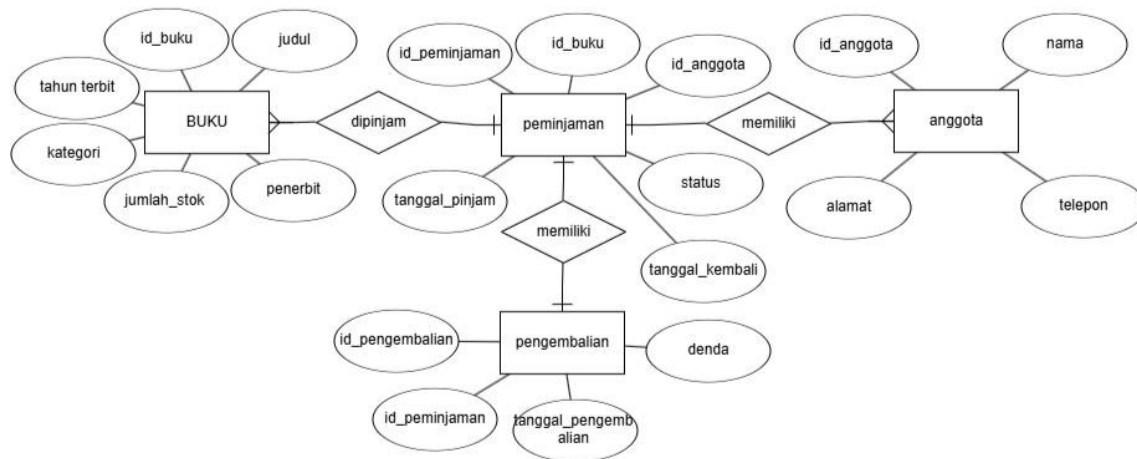 id_buku
judul
tahun terbit
BUKU
kategori
jumlah_stok
penerbit
dipinjam
id_peminjaman
id_buku
id_anggota
peminjaman
tanggal_pinjam
status
tanggal_kembali
memiliki
id_anggota
nama
anggota
alamat
telepon
memiliki
pengembalian
id_pengembalian
denda
id_peminjaman
tanggal_pengemb
alian